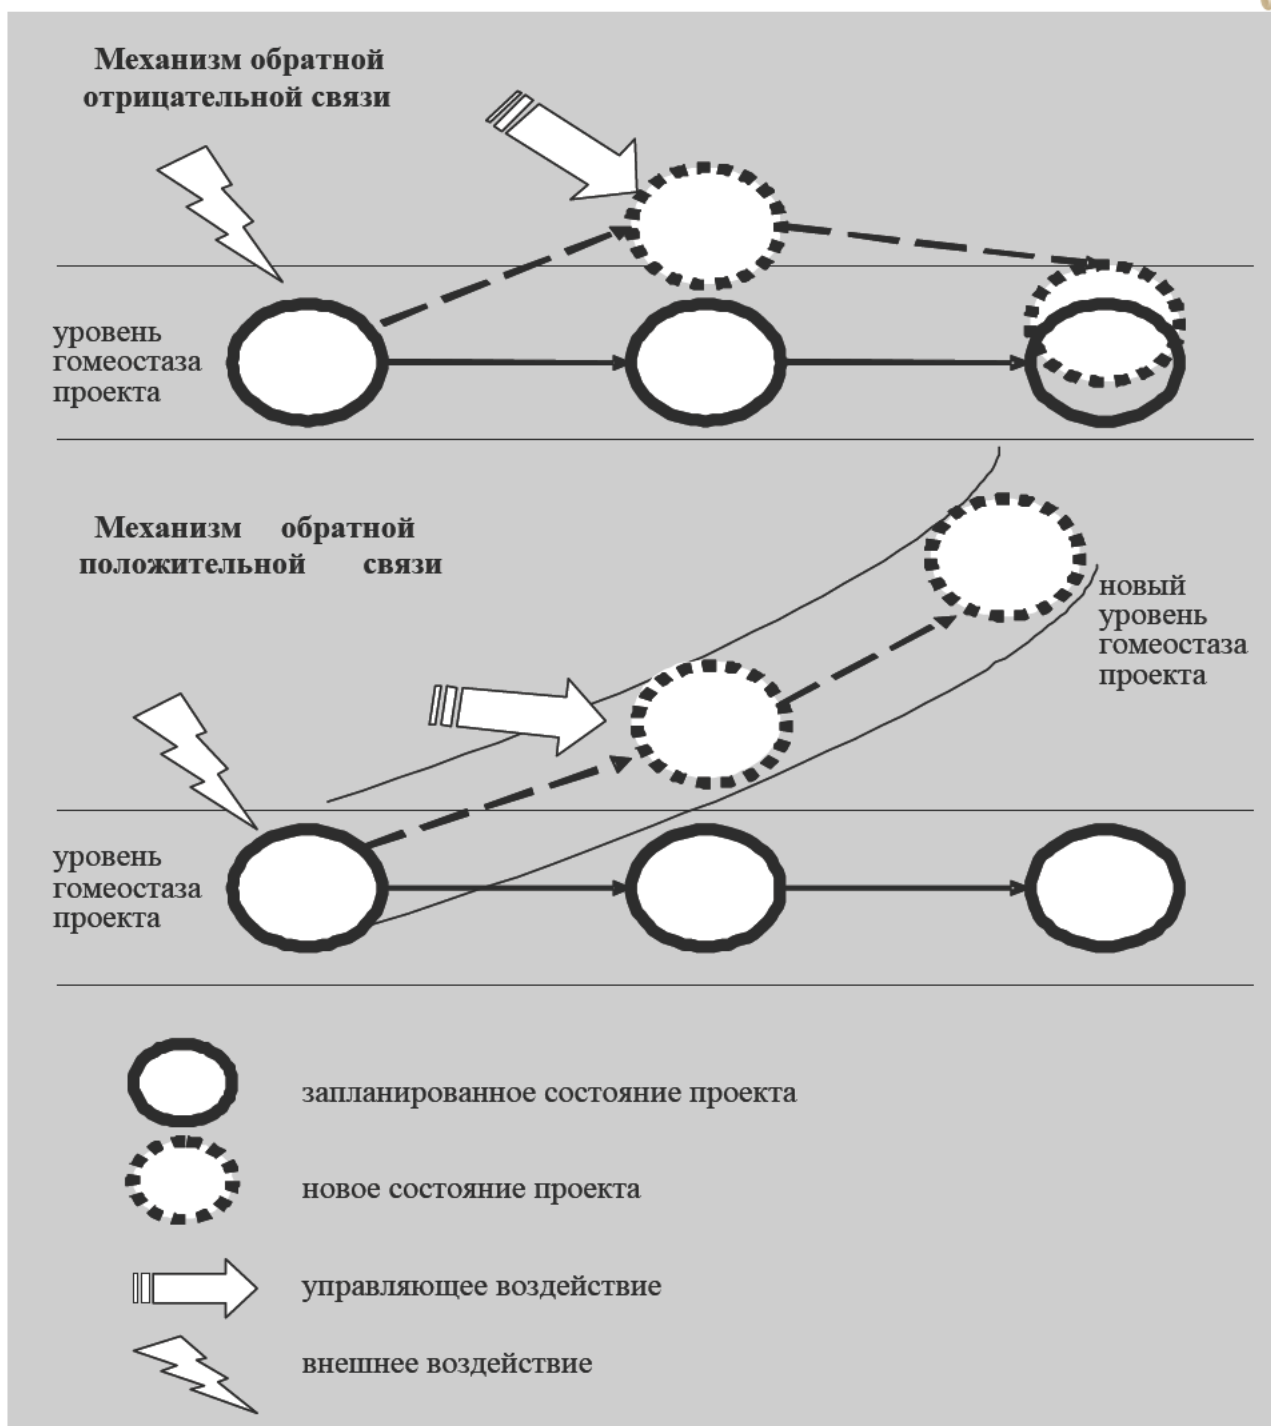 Механизм обратной
отрицательной связи
уровень
гомеостаза
проекта
Механизм обратной
положительной связи
новый
уровень
гомеостаза
проекта
уровень
гомеостаза
проекта
запланированное состояние проекта
новое состояние проекта
управляющее воздействие
внешнее воздействие